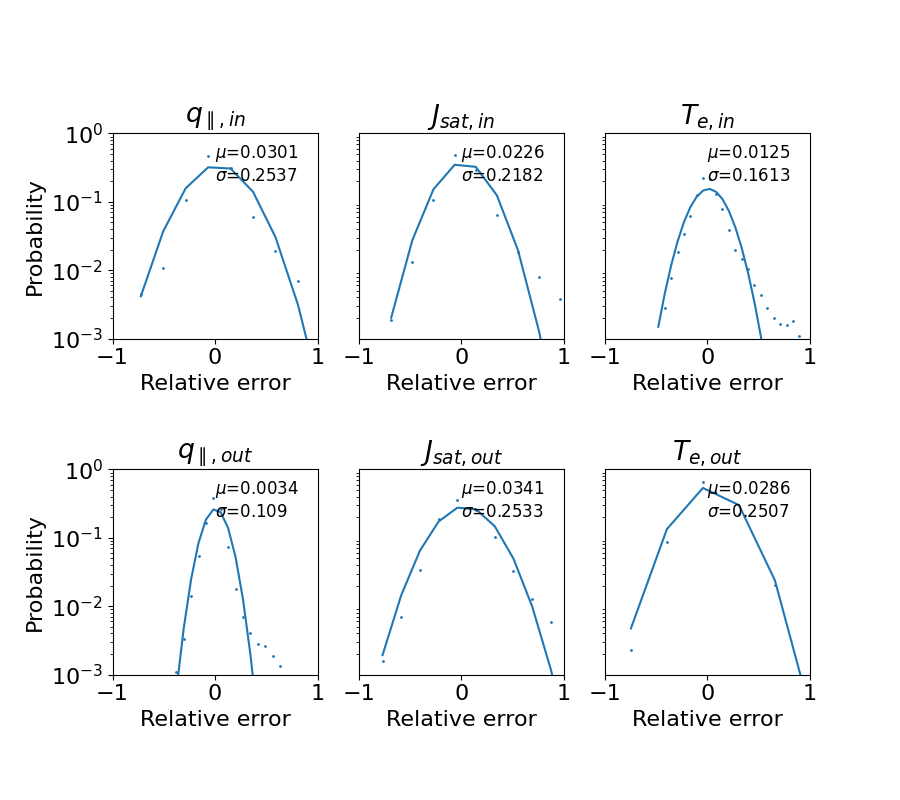 q∥,in J_sat,in T_e,in
10^0
μ=0.0301 μ=0.0226 μ=0.0125
σ=0.2537 σ=0.2182 σ=0.1613
10^−1
Probability
10^−2
10^−3
−1 0 1 −1 0 1 −1 0 1
Relative error Relative error Relative error
q∥,out J_sat,out T_e,out
10^0
μ=0.0034 μ=0.0341 μ=0.0286
σ=0.109 σ=0.2533 σ=0.2507
10^−1
Probability
10^−2
10^−3
−1 0 1 −1 0 1 −1 0 1
Relative error Relative error Relative error